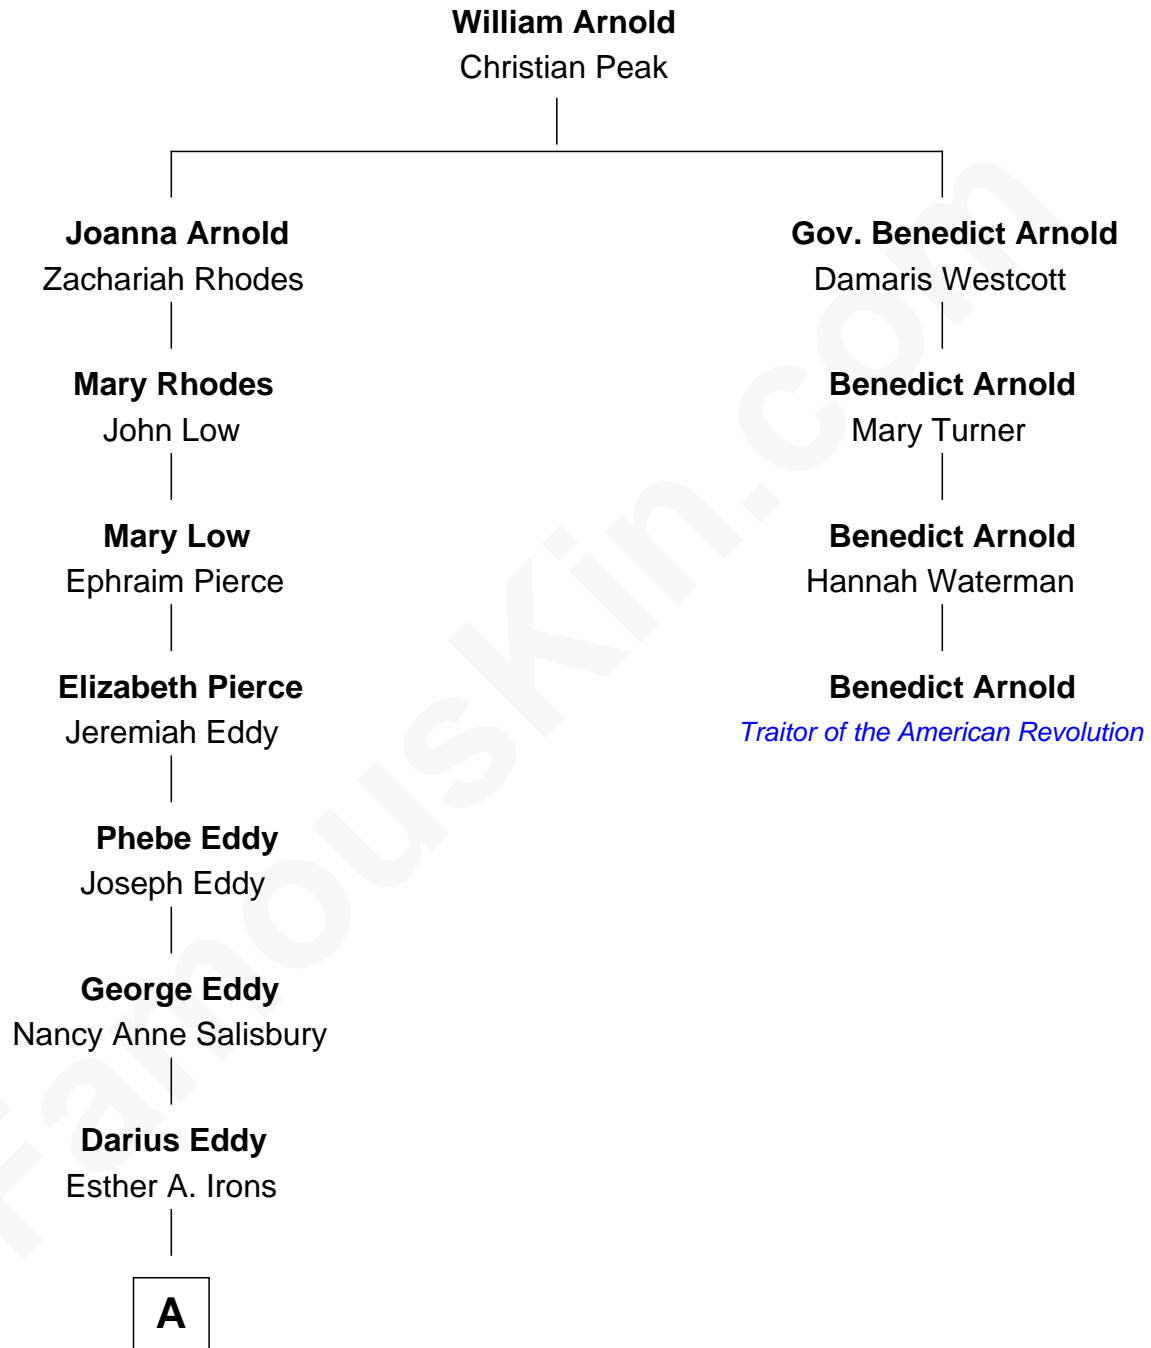 William Arnold
Christian Peak
Joanna Arnold
Zachariah Rhodes
Gov. Benedict Arnold
Damaris Westcott
Mary Rhodes
John Low
Benedict Arnold
Mary Turner
Mary Low
Ephraim Pierce
Benedict Arnold
Hannah Waterman
Elizabeth Pierce
Jeremiah Eddy
Benedict Arnold
Traitor of the American Revolution
Phebe Eddy
Joseph Eddy
George Eddy
Nancy Anne Salisbury
Darius Eddy
Esther A. Irons
A
FamousKin.com